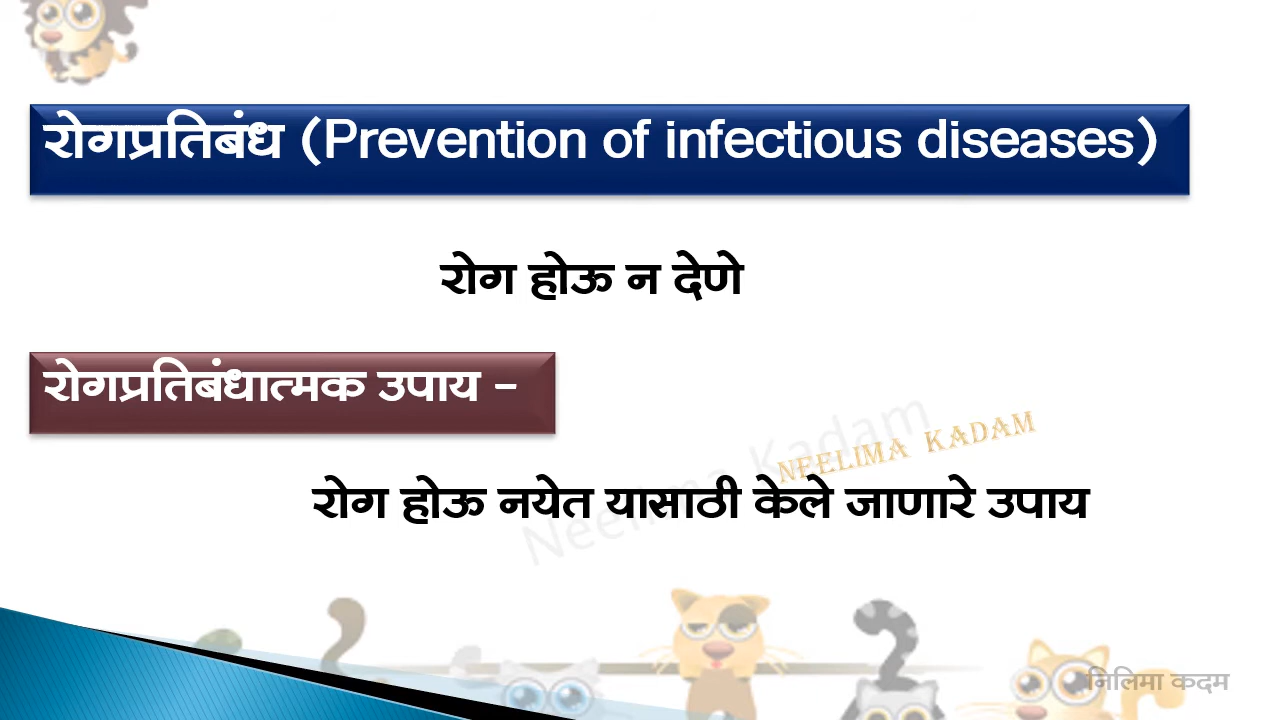 रोगप्रतिबंध (Prevention of infectious diseases)
रोग होऊ न देणे
रोगप्रतिबंधात्मक उपाय -
Neelima Kadam
NEELIMA KADAM
रोग होऊ नयेत यासाठी केले जाणारे उपाय
निलिमा कदम